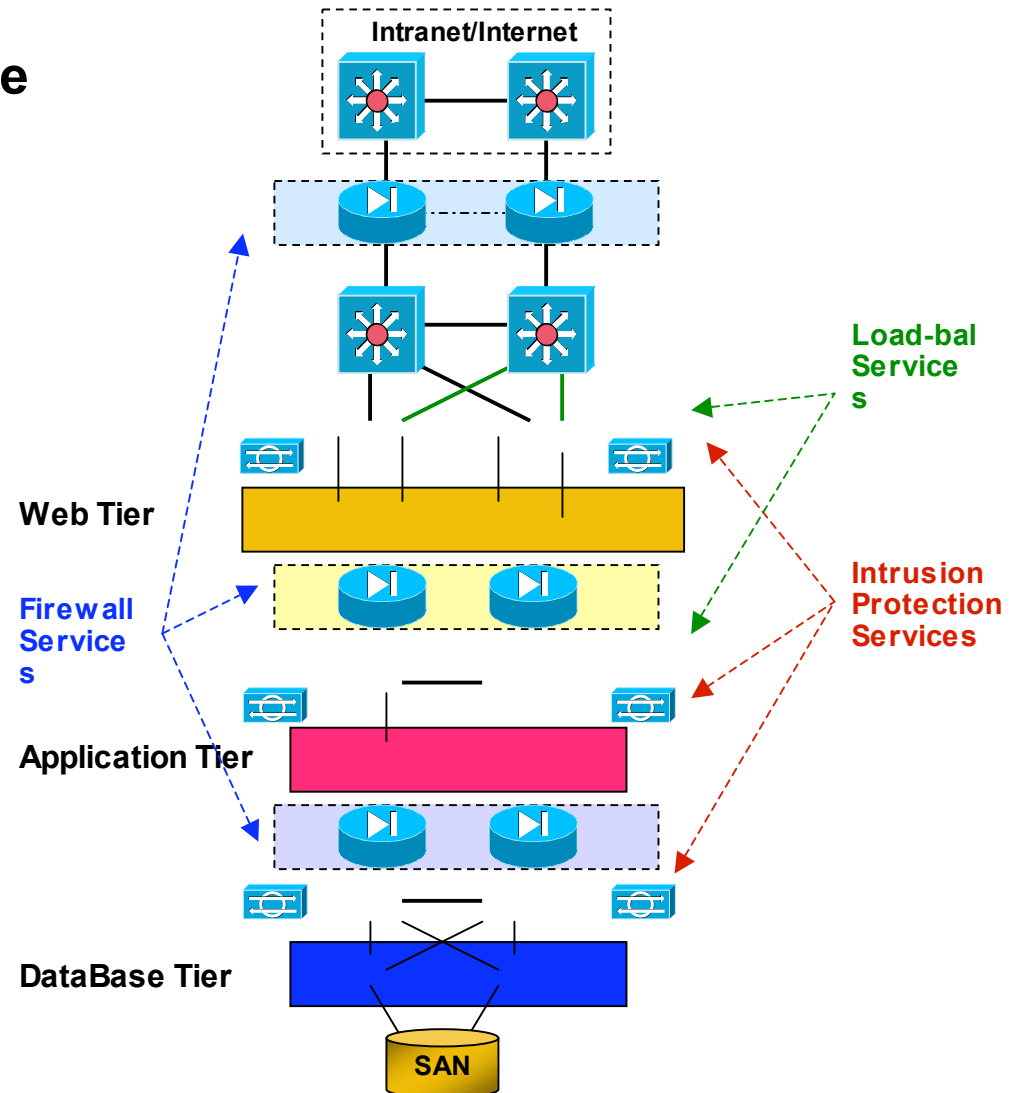 Intranet/Internet
e
Load-bal
Service
s
Web Tier
Intrusion
Protection
Services
Firewall
Service
s
Application Tier
DataBase Tier
SAN